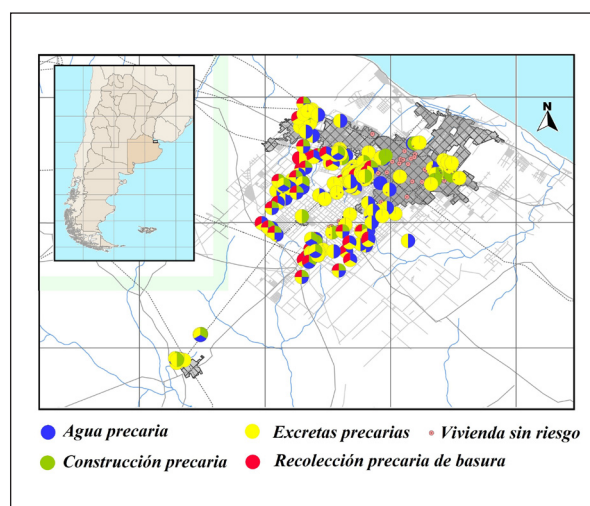 N
Agua precaria
Excretas precarias
Vivienda sin riesgo
Construcción precaria
Recolección precaria de basura